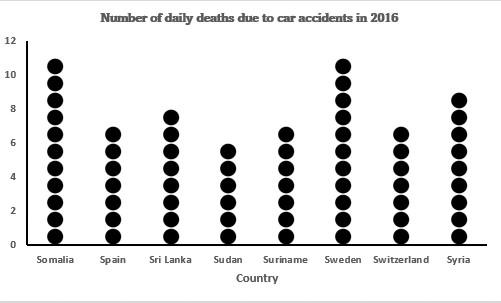 Number of daily deaths due to car accidents in 2016
12
10
8
6
4
2
0
Somalia Spain Sri Lanka Sudan Suriname Sweden Switzerland Syria
Country